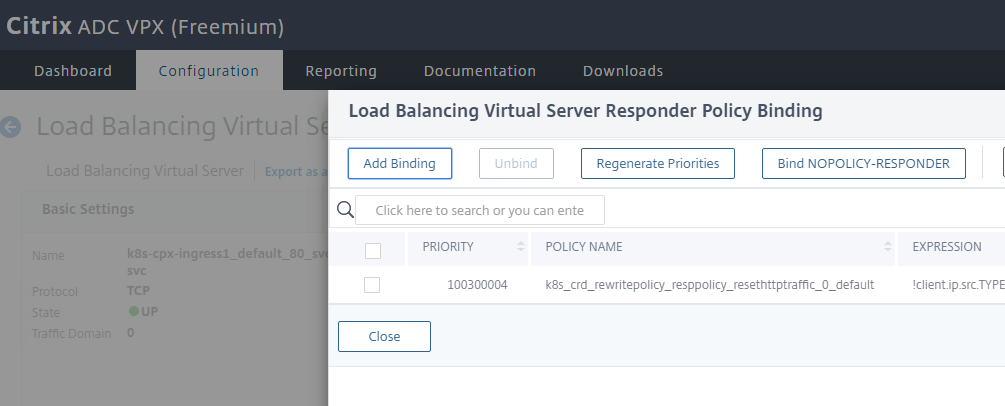 Citrix ADC VPX (Freemium)
Dashboard Configuration Reporting Documentation Downloads
Load Balancing Virtual Se
Load Balancing Virtual Server Responder Policy Binding
Load Balancing Virtual Server Export as a
Add Binding Unbind Regenerate Priorities Bind NOPOLICY-RESPONDER
Basic Settings
Click here to search or you can ente
Name k8s-cpx-ingress1_default_80_sv
svc
PRIORITY POLICY NAME EXPRESSION
Protocol TCP
100300004 k8s_crd_rewritepolicy_resppolicy_resethttptraffic_0_default !client.ip.src.TYPE
State UP
Traffic Domain 0
Close